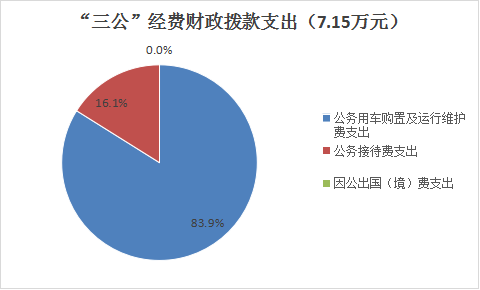 “三公”经费财政拨款支出（7.15万元）
0.0%
16.1%
83.9%
公务用车购置及运行维护
费支出
公务接待费支出
因公出国（境）费支出